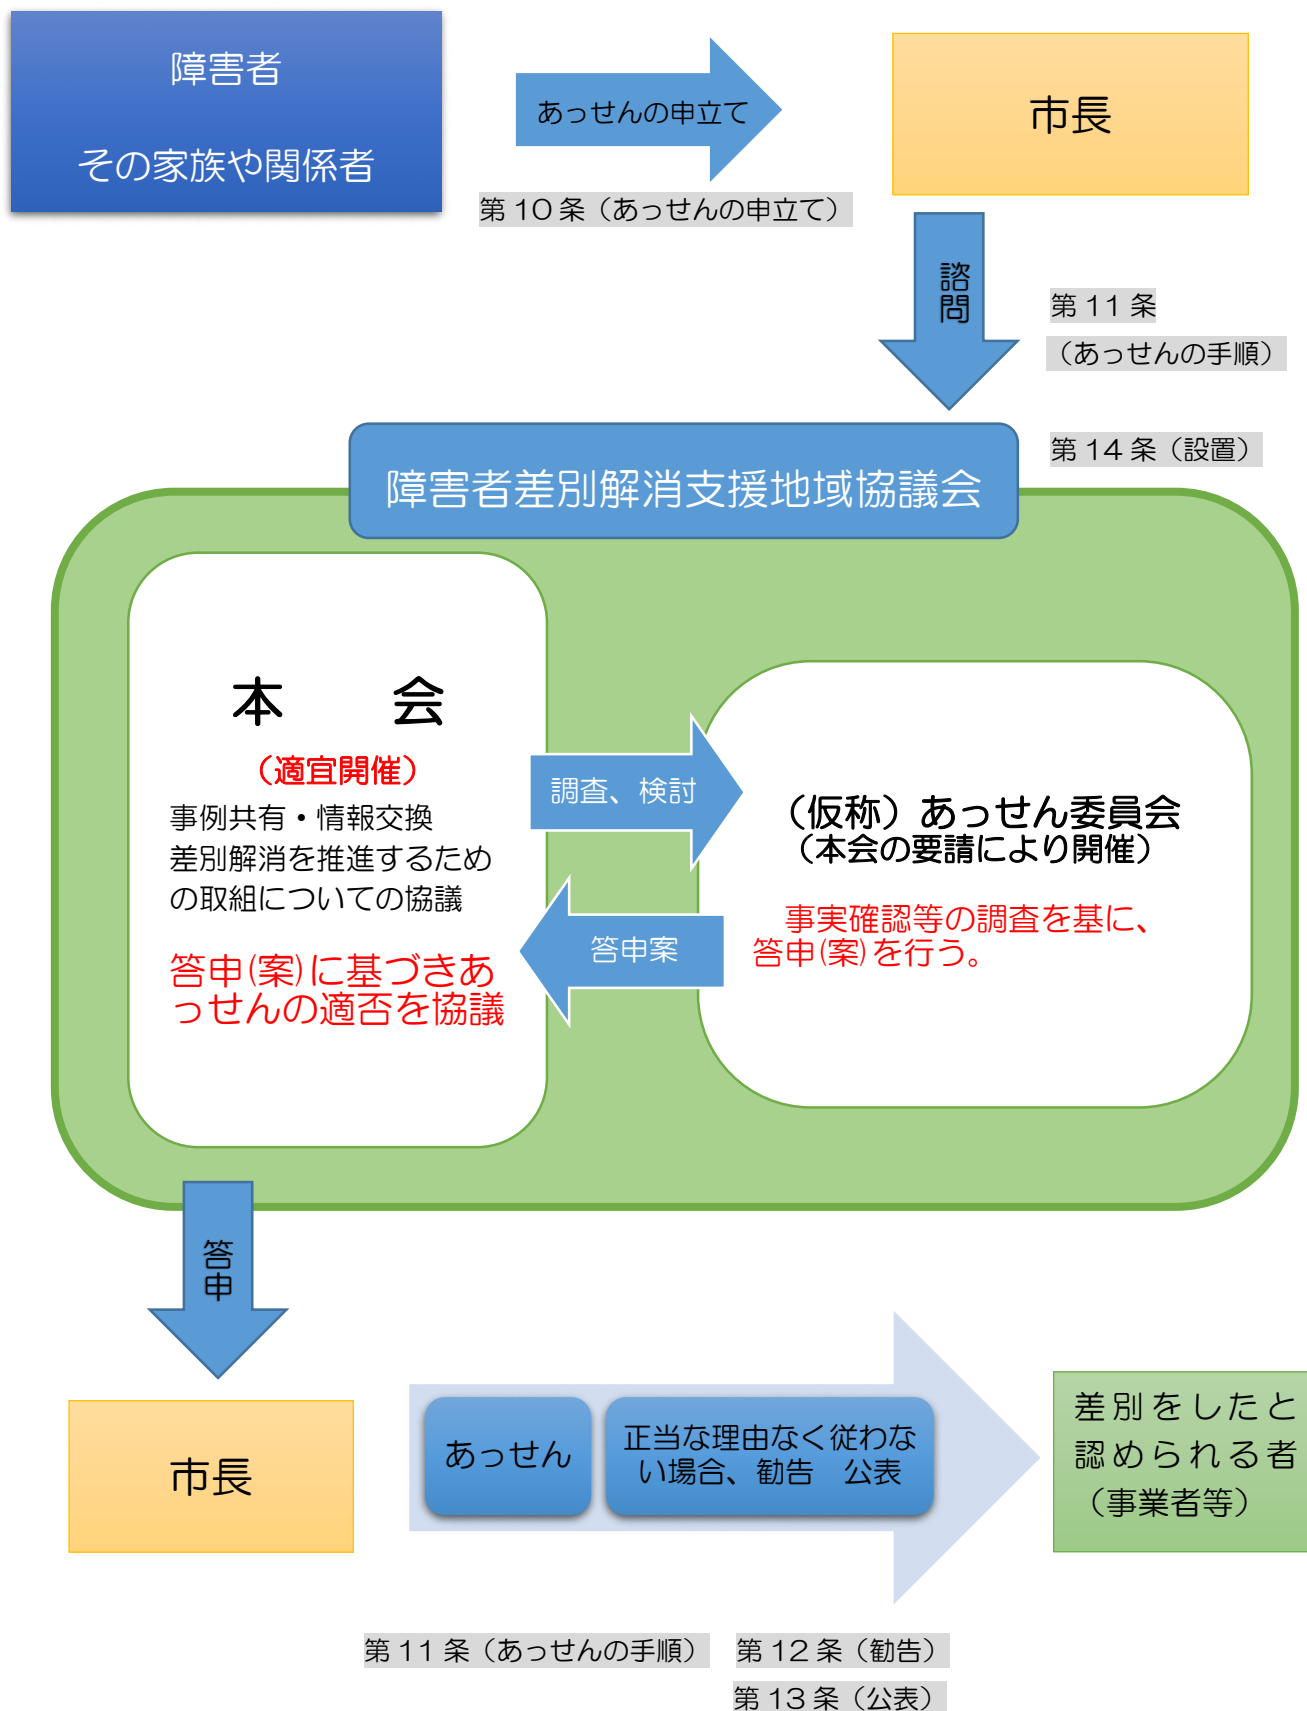 障害者
その家族や関係者
あっせんの申立て
市長
第10条（あっせんの申立て）
諮問
第11条
（あっせんの手順）
第14条（設置）
障害者差別解消支援地域協議会
本　会
（適宜開催）
事例共有・情報交換
差別解消を推進するため
の取組についての協議
答申(案)に基づきあ
っせんの適否を協議
調査、検討
答申案
（仮称）あっせん委員会
（本会の要請により開催）
事実確認等の調査を基に、
答申(案)を行う。
答申
市長
あっせん
正当な理由なく従わな
い場合、勧告　公表
差別をしたと
認められる者
（事業者等）
第11条（あっせんの手順）
第12条（勧告）
第13条（公表）